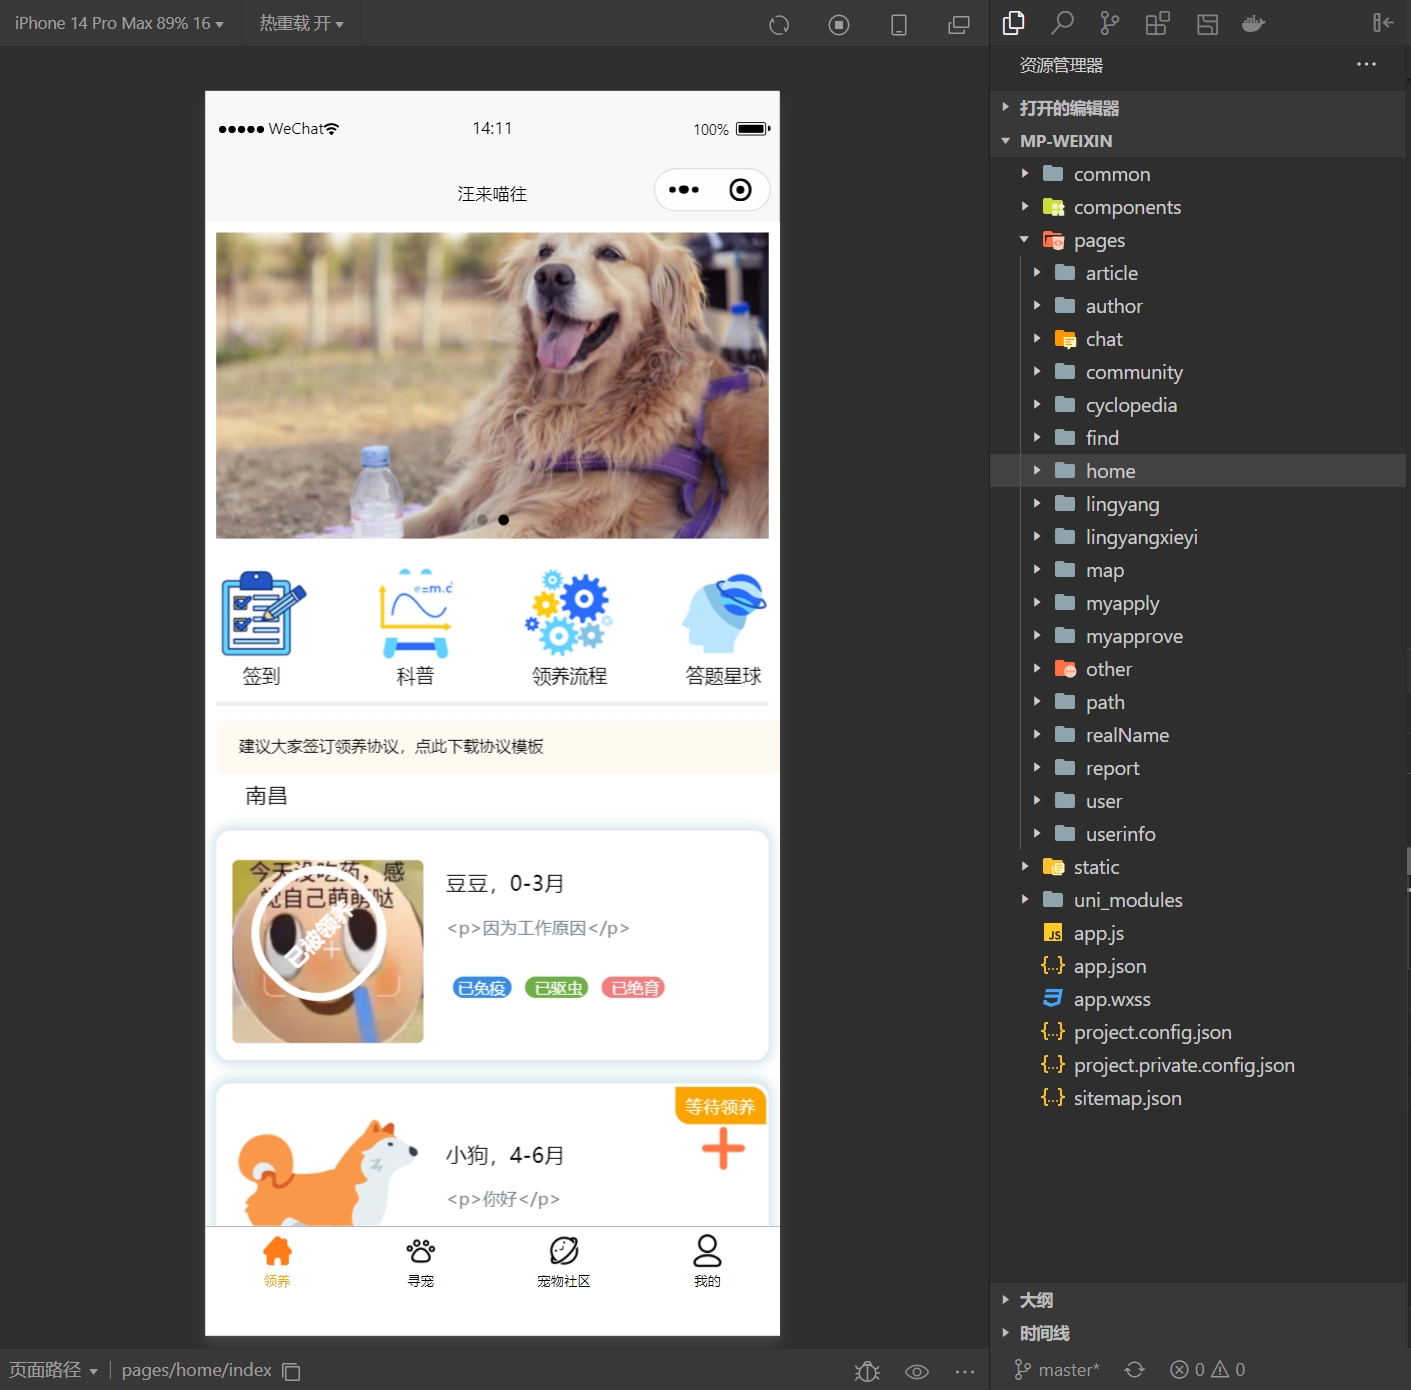 iPhone 14 Pro Max 89% 16
热重载 开
WeChat
14:11
100%
汪来喵往
e=m.c
签到
科普
领养流程
答题星球
建议大家签订领养协议，点此下载协议模板
南昌
今天没吃药，感
觉自己萌萌哒
已被领养
豆豆，0-3月
<p>因为工作原因</p>
已免疫
已驱虫
已绝育
等待领养
小狗，4-6月
<p>你好</p>
领养
寻宠
宠物社区
我的
页面路径
pages/home/index
资源管理器
打开的编辑器
MP-WEIXIN
common
components
pages
article
author
chat
community
cyclopedia
find
home
lingyang
lingyangxieyi
map
myapply
myapprove
other
path
realName
report
user
userinfo
static
uni_modules
JS app.js
{..} app.json
app.wxss
{..} project.config.json
{..} project.private.config.json
{..} sitemap.json
大纲
时间线
master*
0
0